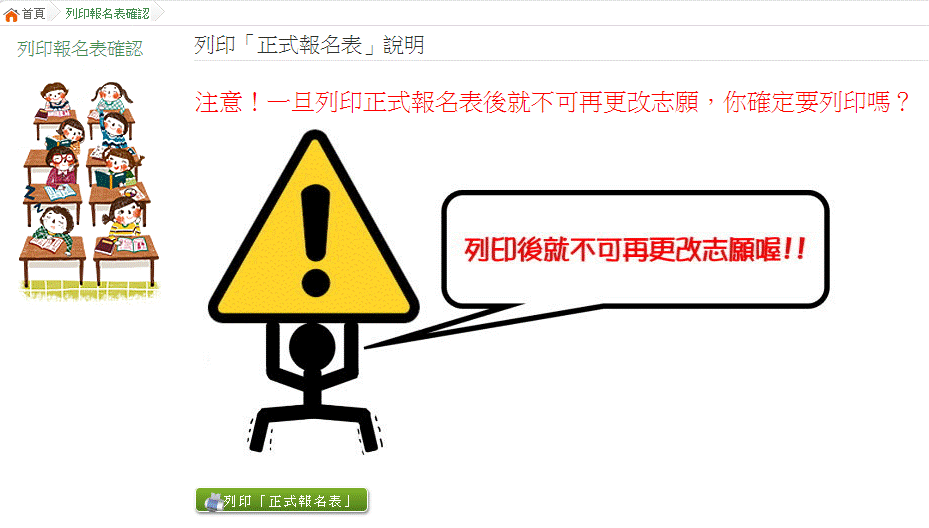 首頁 列印報名表確認
列印報名表確認
列印「正式報名表」說明
注意！一旦列印正式報名表後就不可再更改志願，你確定要列印嗎？
列印後就不可再更改志願喔!!
列印「正式報名表」